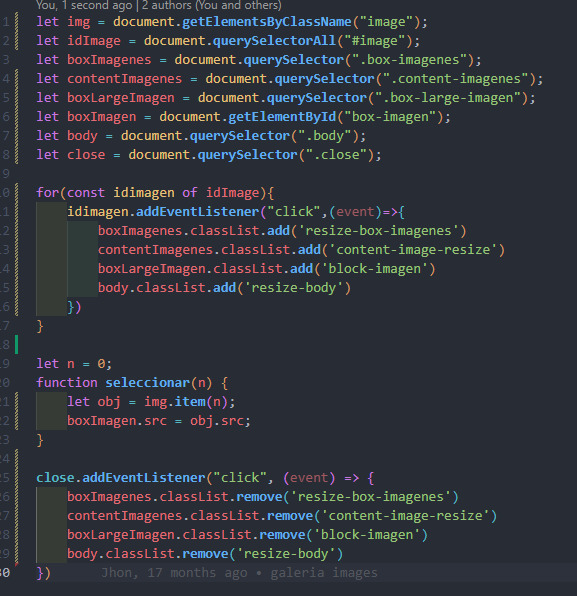 You, 1 second ago | 2 authors (You and others)
1 let img = document.getElementsByClassName("image");
2 let idImage = document.querySelectorAll("#image");
3 let boxImagenes = document.querySelector(".box-imagenes");
4 let contentImagenes = document.querySelector(".content-imagenes");
5 let boxLargeImagen = document.querySelector(".box-large-imagen");
6 let boxImagen = document.getElementById("box-imagen");
7 let body = document.querySelector(".body");
8 let close = document.querySelector(".close");
9
10 for(const idimagen of idImage){
11     idimagen.addEventListener("click",(event)=>{
12         boxImagenes.classList.add('resize-box-imagenes')
13         contentImagenes.classList.add('content-image-resize')
14         boxLargeImagen.classList.add('block-imagen')
15         body.classList.add('resize-body')
16     })
17 }
18
19 let n = 0;
20 function seleccionar(n) {
21     let obj = img.item(n);
22     boxImagen.src = obj.src;
23 }
24
25 close.addEventListener("click", (event) => {
26     boxImagenes.classList.remove('resize-box-imagenes')
27     contentImagenes.classList.remove('content-image-resize')
28     boxLargeImagen.classList.remove('block-imagen')
29     body.classList.remove('resize-body')
30 })     Jhon, 17 months ago • galeria images